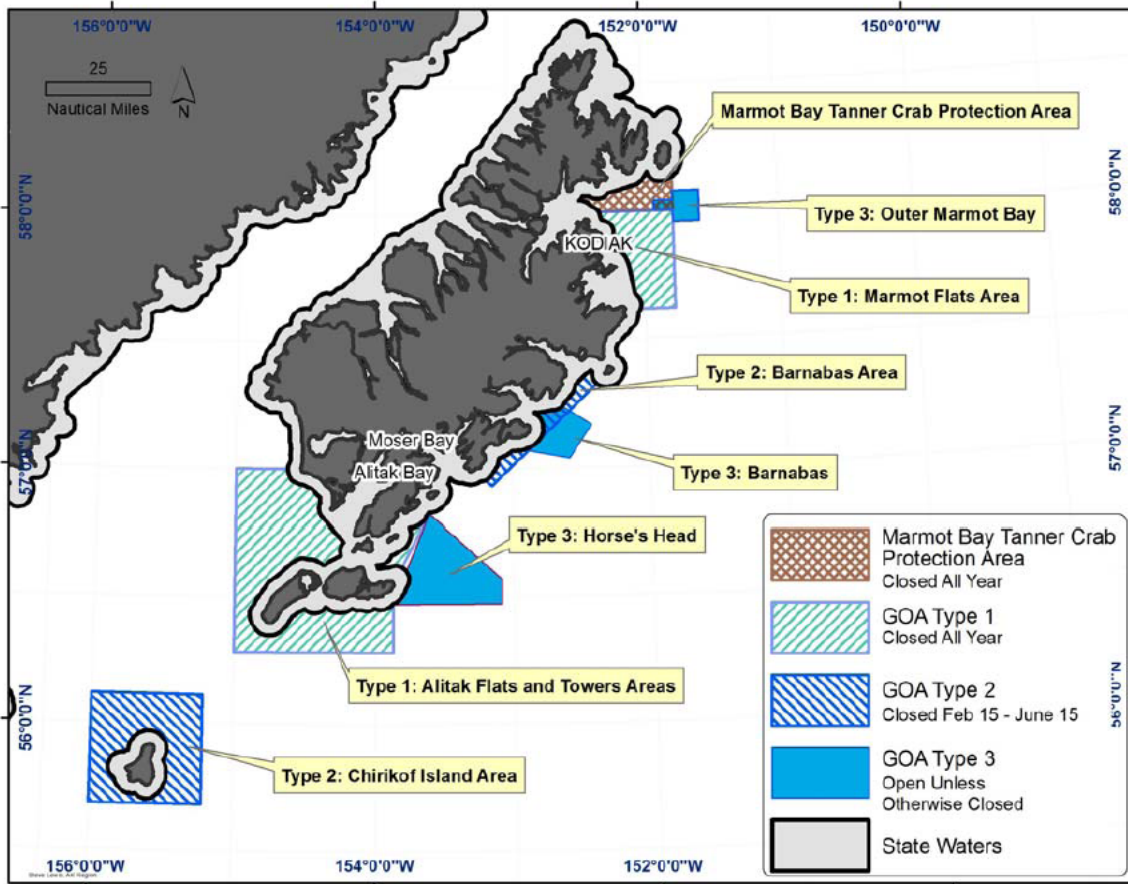 156°0'0"W
154°0'0"W
152°0'0"W
150°0'0"W
25
Nautical Miles
N
Marmot Bay Tanner Crab Protection Area
58°0'0"N
58°0'0"N
Type 3: Outer Marmot Bay
KODIAK
Type 1: Marmot Flats Area
Type 2: Barnabas Area
Moser Bay
Alitak Bay
57°0'0"N
57°0'0"N
Type 3: Barnabas
Type 3: Horse's Head
Type 1: Alitak Flats and Towers Areas
56°0'0"N
56°0'0"N
Type 2: Chirikof Island Area
Marmot Bay Tanner Crab
Protection Area
Closed All Year
GOA Type 1
Closed All Year
GOA Type 2
Closed Feb 15 - June 15
GOA Type 3
Open Unless
Otherwise Closed
State Waters
156°0'0"W
154°0'0"W
152°0'0"W